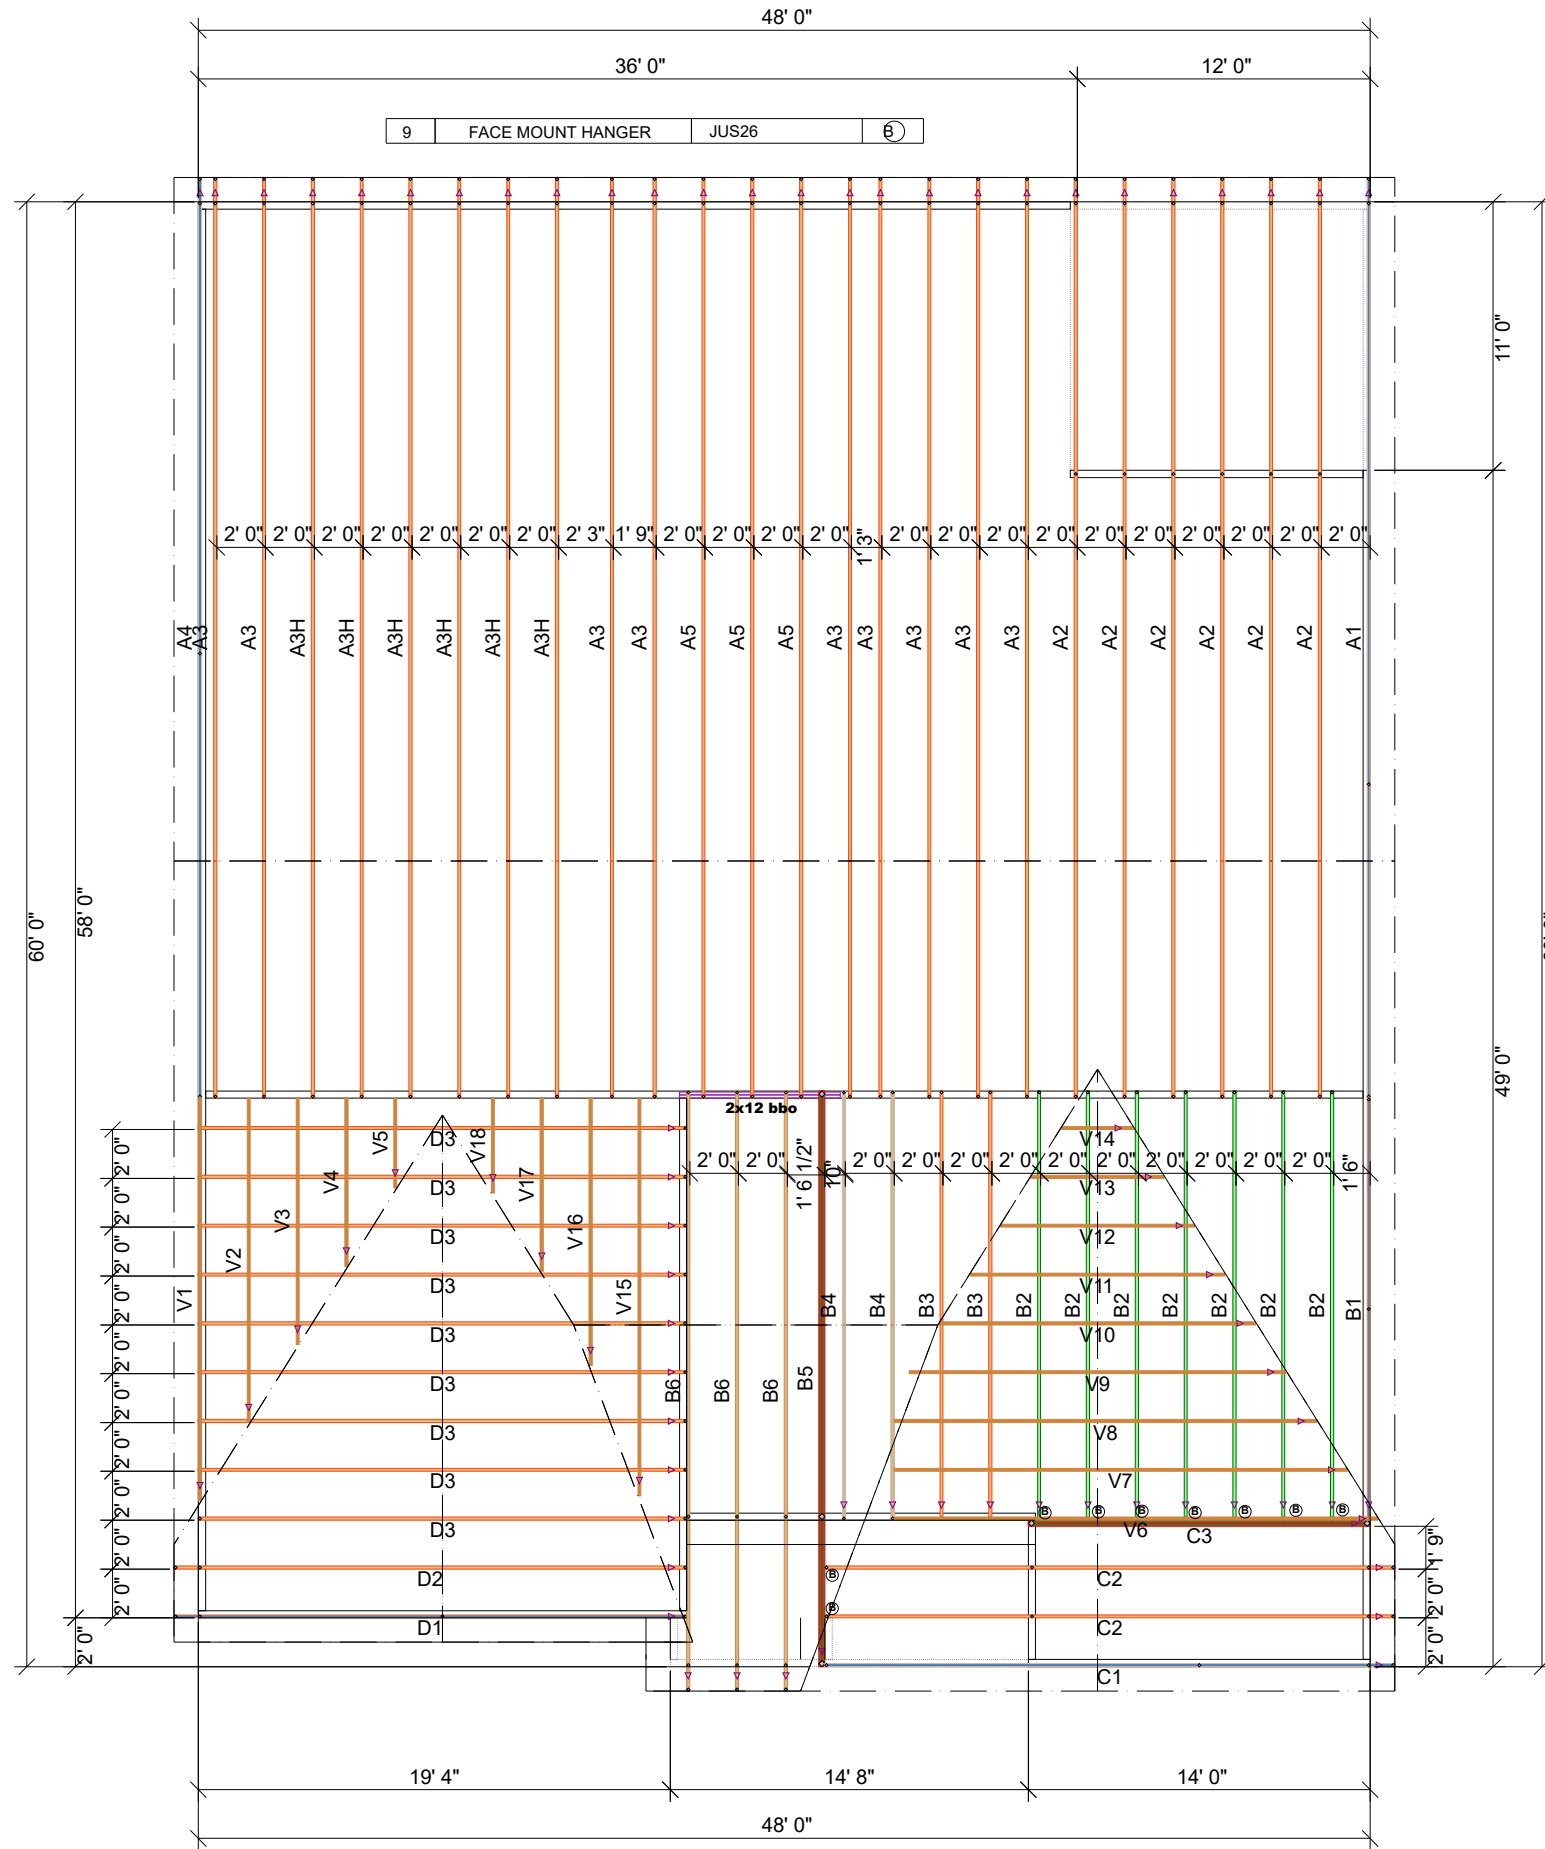 48' 0"
36' 0" 12' 0"
9 FACE MOUNT HANGER JUS26 B
11' 0"
2' 0" 2' 0" 2' 0" 2' 0" 2' 0" 2' 0" 2' 0" 2' 3" 1' 9" 2' 0" 2' 0" 2' 0" 2' 0" 1' 3" 2' 0" 2' 0" 2' 0" 2' 0" 2' 0" 2' 0" 2' 0" 2' 0" 2' 0" 2' 0"
A4 A3 A3 A3H A3H A3H A3H A3H A3H A3 A3 A5 A5 A5 A3 A3 A3 A3 A3 A2 A2 A2 A2 A2 A2 A1
60' 0" 58' 0"
49' 0"
2x12 bbo
D3 V14
V5 V18
2' 0" 2' 0" 1' 6 1/2" 10" 2' 0" 2' 0" 2' 0" 2' 0" 2' 0" 2' 0" 2' 0" 2' 0" 2' 0" 2' 0" 1' 6"
2' 0" V4 D3 V17 V13
2' 0" V3 D3 V16 V12
2' 0" V2 D3 V11
V1 V15 B4 B4 B3 B3 B2 B2 B2 B2 B2 B2 B2 B1
2' 0" D3 V10
2' 0" D3 B6 B6 B6 B5 V9
2' 0" D3 V8
2' 0" D3 V7
B B B B B B B
2' 0" D3 V6 C3
2' 0" D2 B C2 1' 9"
2' 0" D1 B C2 2' 0"
2' 0" C1 2' 0"
19' 4" 14' 8" 14' 0"
48' 0"